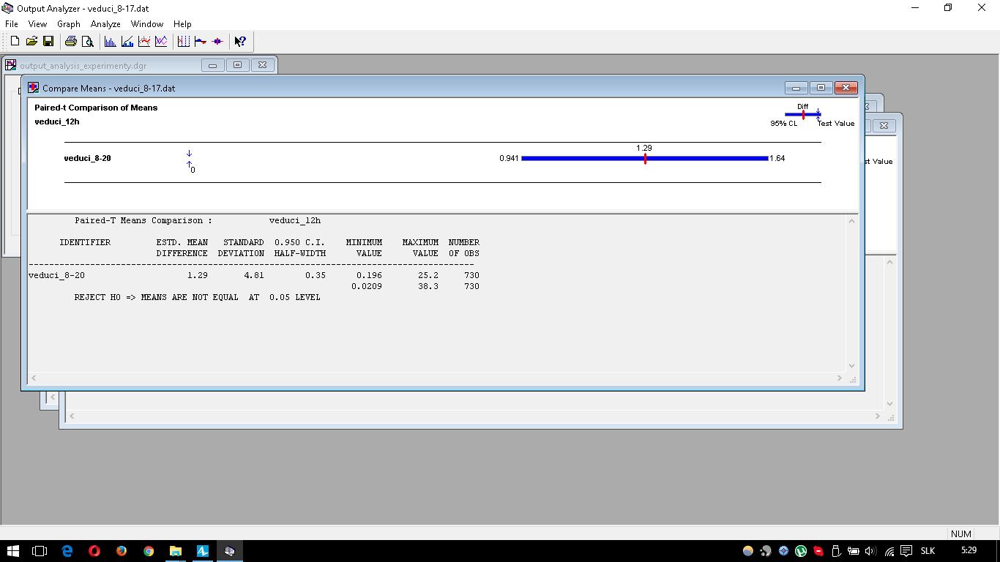 Output Analyzer - veduci_8-17.dat
File View Graph Analyze Window Help
output_analysis_experimenty.dgr
Compare Means - veduci_8-17.dat
Paired-t Comparison of Means
veduci_12h
Diff
95% CL Test Value
veduci_8-20 0 0.941 1.29 1.64
st Value
Paired-T Means Comparison : veduci_12h
IDENTIFIER ESTD. MEAN STANDARD 0.950 C.I. MINIMUM MAXIMUM NUMBER
DIFFERENCE DEVIATION HALF-WIDTH VALUE VALUE OF OBS
veduci_8-20 1.29 4.81 0.35 0.196 25.2 730
0.0209 38.3 730
REJECT HO => MEANS ARE NOT EQUAL AT 0.05 LEVEL
NUM
SLK 5:29